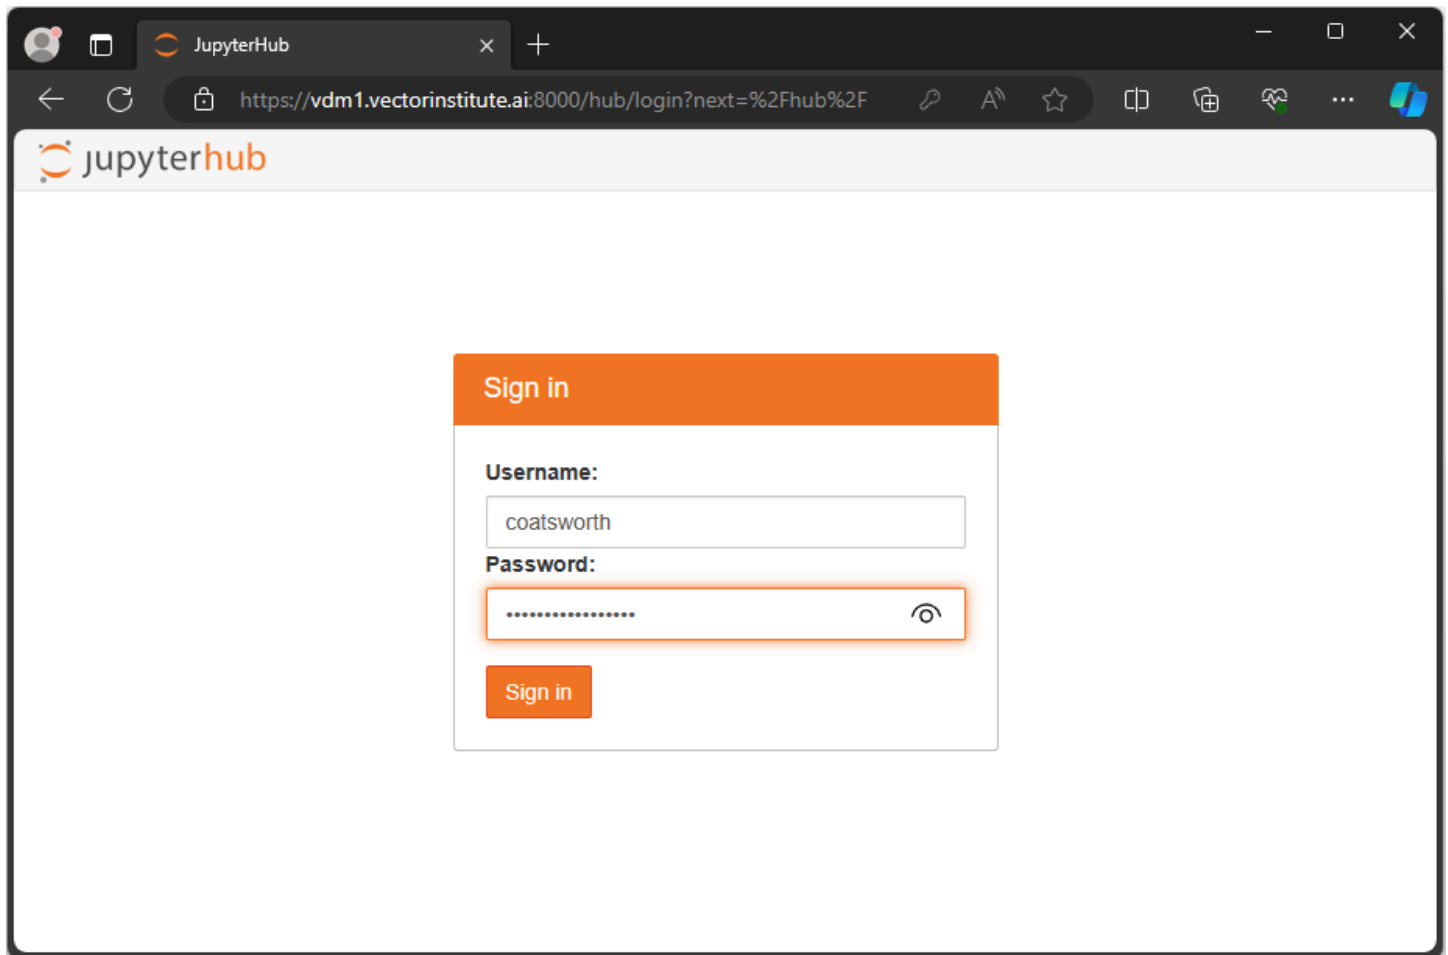 JupyterHub
https://vdm1.vectorinstitute.ai:8000/hub/login?next=%2Fhub%2F
jupyterhub
Sign in
Username:
coatsworth
Password:
•••••••••••••••••
Sign in